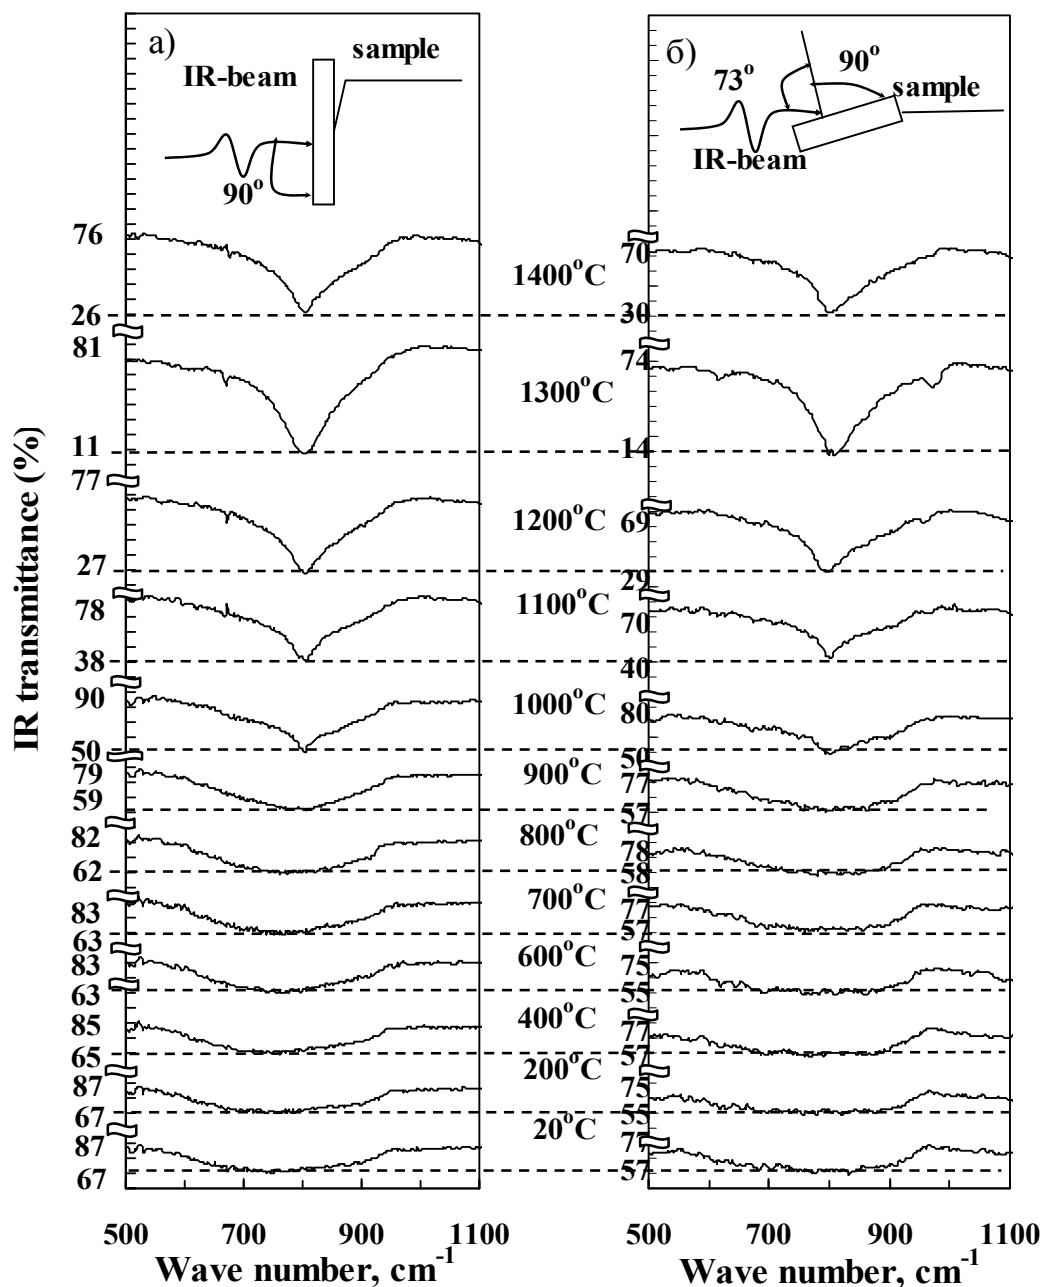 IR transmittance (%)
а)
IR-beam
sample
90°
76
26
81
11
77
27
78
38
90
50
79
59
82
62
83
63
83
63
85
65
87
67
87
67
500
700
900
1100
Wave number, cm⁻¹
1400°C
1300°C
1200°C
1100°C
1000°C
900°C
800°C
700°C
600°C
400°C
200°C
20°C
б)
73°
90°
sample
IR-beam
70
30
74
14
69
29
70
40
80
50
77
57
78
58
77
57
75
55
77
57
75
55
77
57
500
700
900
1100
Wave number, cm⁻¹